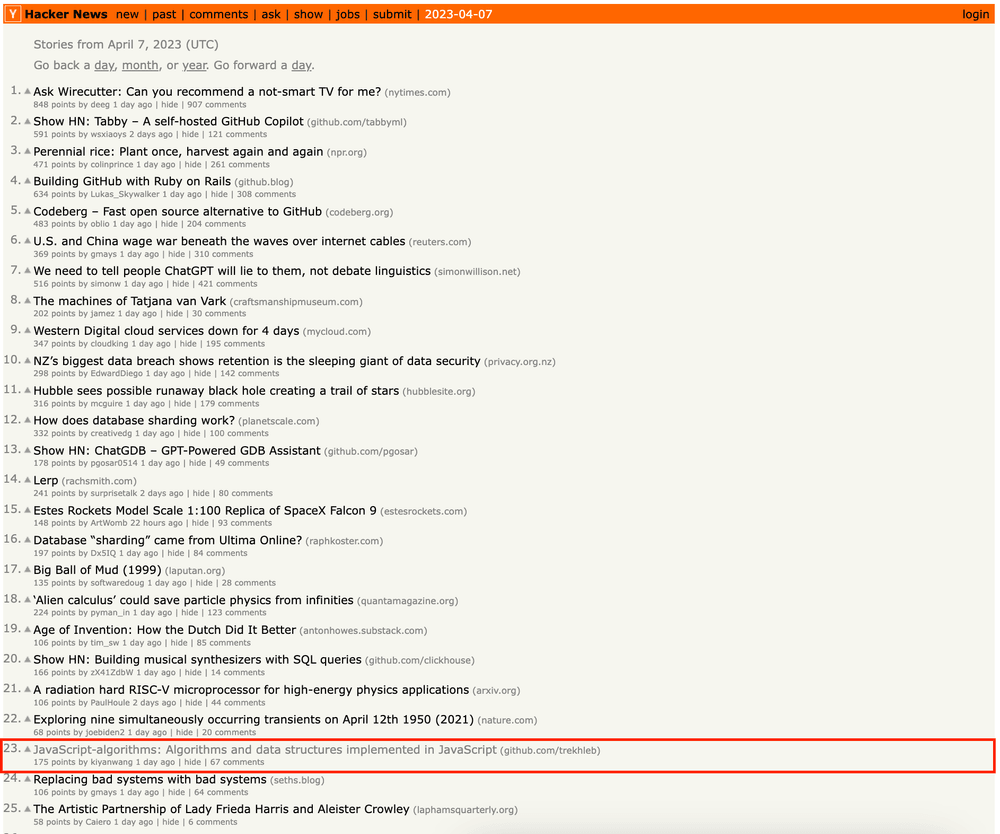 Y Hacker News new | past | comments | ask | show | jobs | submit | 2023-04-07 login
Stories from April 7, 2023 (UTC)
Go back a day, month, or year. Go forward a day.
1. Ask Wirecutter: Can you recommend a not-smart TV for me? (nytimes.com)
848 points by deeg 1 day ago | hide | 907 comments
2. Show HN: Tabby – A self-hosted GitHub Copilot (github.com/tabbyml)
591 points by wsxiaoys 2 days ago | hide | 121 comments
3. Perennial rice: Plant once, harvest again and again (npr.org)
471 points by colinprince 1 day ago | hide | 261 comments
4. Building GitHub with Ruby on Rails (github.blog)
634 points by Lukas_Skywalker 1 day ago | hide | 308 comments
5. Codeberg – Fast open source alternative to GitHub (codeberg.org)
483 points by oblio 1 day ago | hide | 204 comments
6. U.S. and China wage war beneath the waves over internet cables (reuters.com)
369 points by gmays 1 day ago | hide | 310 comments
7. We need to tell people ChatGPT will lie to them, not debate linguistics (simonwillison.net)
516 points by simonw 1 day ago | hide | 421 comments
8. The machines of Tatjana van Vark (craftsmanshipmuseum.com)
202 points by jamez 1 day ago | hide | 30 comments
9. Western Digital cloud services down for 4 days (mycloud.com)
347 points by cloudking 1 day ago | hide | 195 comments
10. NZ’s biggest data breach shows retention is the sleeping giant of data security (privacy.org.nz)
298 points by EdwardDiego 1 day ago | hide | 142 comments
11. Hubble sees possible runaway black hole creating a trail of stars (hubblesite.org)
316 points by mcguire 1 day ago | hide | 179 comments
12. How does database sharding work? (planetscale.com)
332 points by creativedg 1 day ago | hide | 100 comments
13. Show HN: ChatGDB – GPT-Powered GDB Assistant (github.com/pgosar)
178 points by pgosar0514 1 day ago | hide | 49 comments
14. Lerp (rachsmith.com)
241 points by surprisetalk 2 days ago | hide | 80 comments
15. Estes Rockets Model Scale 1:100 Replica of SpaceX Falcon 9 (estesrockets.com)
148 points by ArtWomb 22 hours ago | hide | 93 comments
16. Database “sharding” came from Ultima Online? (raphkoster.com)
197 points by Dx5IQ 1 day ago | hide | 84 comments
17. Big Ball of Mud (1999) (laputan.org)
135 points by softwaredoug 1 day ago | hide | 28 comments
18. ‘Alien calculus’ could save particle physics from infinities (quantamagazine.org)
224 points by pyman_in 1 day ago | hide | 123 comments
19. Age of Invention: How the Dutch Did It Better (antonhowes.substack.com)
106 points by tim_sw 1 day ago | hide | 85 comments
20. Show HN: Building musical synthesizers with SQL queries (github.com/clickhouse)
166 points by zX41ZdbW 1 day ago | hide | 14 comments
21. A radiation hard RISC-V microprocessor for high-energy physics applications (arxiv.org)
106 points by PaulHoule 2 days ago | hide | 44 comments
22. Exploring nine simultaneously occurring transients on April 12th 1950 (2021) (nature.com)
68 points by joebiden2 1 day ago | hide | 20 comments
23. JavaScript-algorithms: Algorithms and data structures implemented in JavaScript (github.com/trekhleb)
175 points by kiyanwang 1 day ago | hide | 67 comments
24. Replacing bad systems with bad systems (seths.blog)
106 points by gmays 1 day ago | hide | 64 comments
25. The Artistic Partnership of Lady Frieda Harris and Aleister Crowley (laphamsquarterly.org)
58 points by Caiero 1 day ago | hide | 6 comments